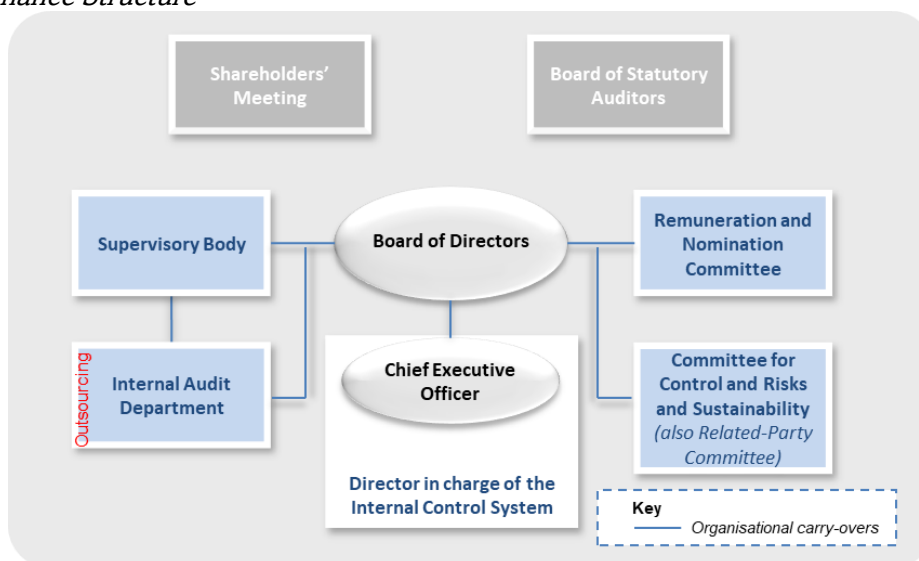 Shareholders'
Meeting
Board of Statutory
Auditors
Supervisory Body
Board of Directors
Remuneration and
Nomination
Committee
Outsourcing
Internal Audit
Department
Chief Executive
Officer
Director in charge of the
Internal Control System
Committee for
Control and Risks
and Sustainability
(also Related-Party
Committee)
Key
Organisational carry-overs